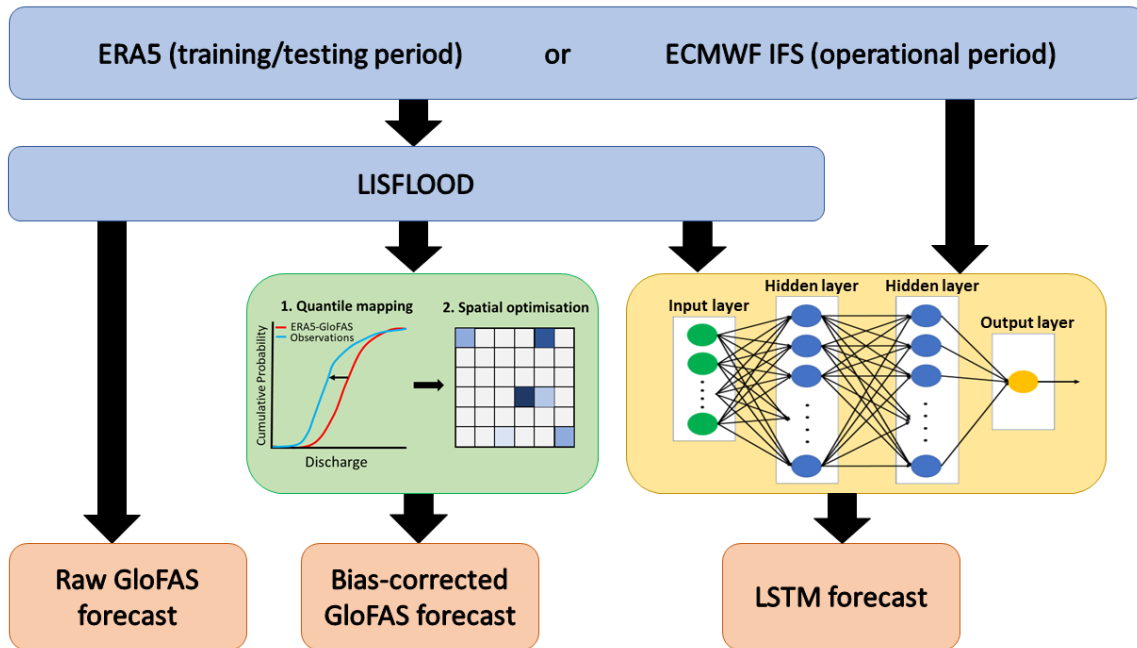 ERA5 (training/testing period) or ECMWF IFS (operational period)
LISFLOOD
1. Quantile mapping
2. Spatial optimisation
ERA5-GloFAS
Observations
Cumulative Probability
Discharge
Input layer
Hidden layer
Hidden layer
Output layer
Raw GloFAS
forecast
Bias-corrected
GloFAS forecast
LSTM forecast